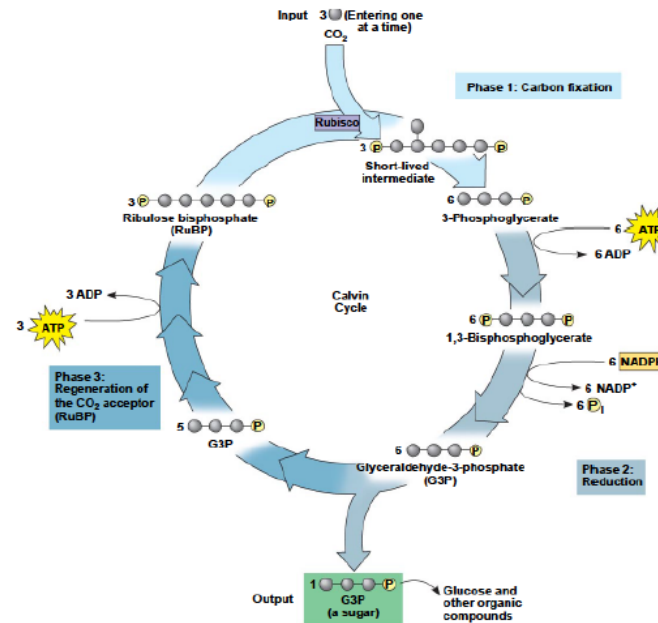 Input 3 (Entering one
at a time)
CO2
Phase 1: Carbon fixation
Rubisco
3 P P
Short-lived
intermediate
3 P P
Ribulose bisphosphate
(RuBP)
6 P
3-Phosphoglycerate
6 ATP
6 ADP
3 ADP
3 ATP
Calvin
Cycle
6 P P
1,3-Bisphosphoglycerate
6 NADP
6 NADP+
6 Pi
Phase 3:
Regeneration of
the CO2 acceptor
(RuBP)
5 P
G3P
6 P
Glyceraldehyde-3-phosphate
(G3P)
Phase 2:
Reduction
Output
1 P
G3P
(a sugar)
Glucose and
other organic
compounds